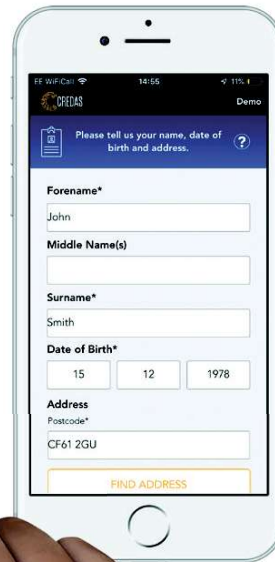 EE WiFiCall 14:55 11%
CREDAS Demo
Please tell us your name, date of
birth and address. ?
Forename*
John
Middle Name(s)
Surname*
Smith
Date of Birth*
15 12 1978
Address
Postcode*
CF61 2GU
FIND ADDRESS